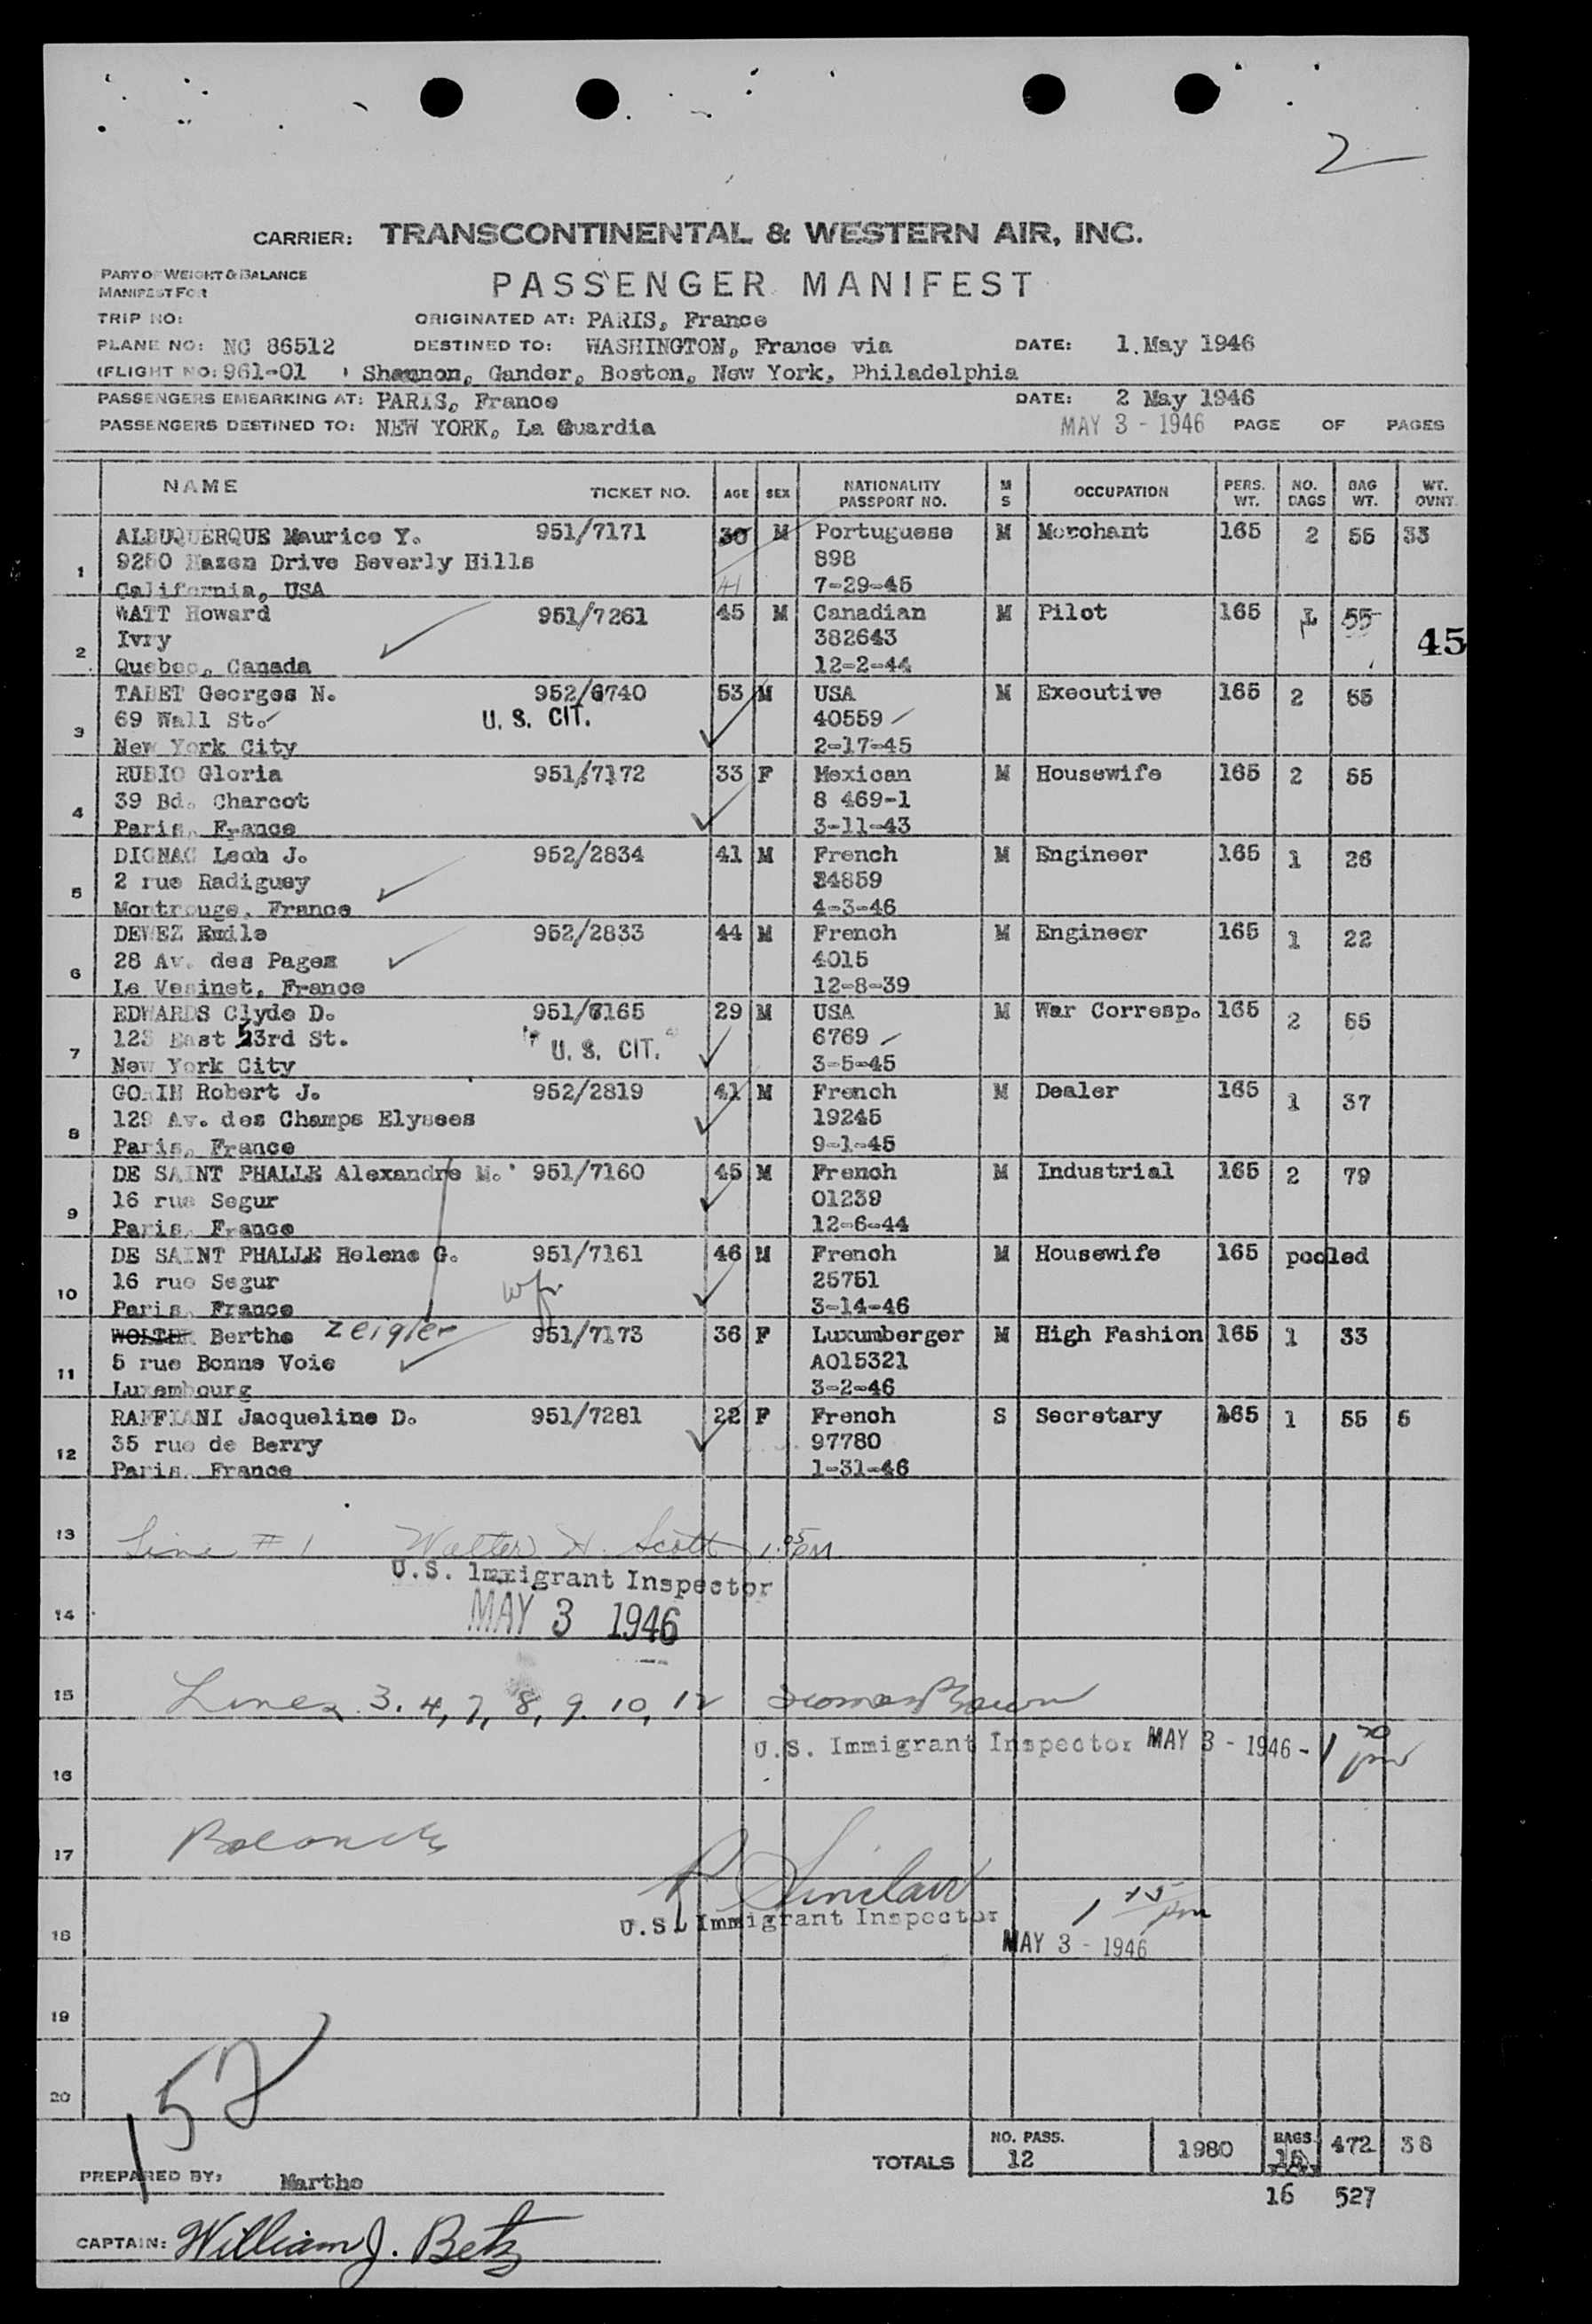 2
CARRIER: TRANSCONTINENTAL & WESTERN AIR, INC.
PART OF WEIGHT & BALANCE
MANIFEST FOR
PASSENGER MANIFEST
TRIP NO: ORIGINATED AT: PARIS, France
PLANE NO: NC 86512 DESTINED TO: WASHINGTON, France via DATE: 1 May 1946
(FLIGHT NO: 961-01 ) Shannon, Gander, Boston, New York, Philadelphia
PASSENGERS EMBARKING AT: PARIS, France DATE: 2 May 1946
PASSENGERS DESTINED TO: NEW YORK, La Guardia MAY 3 - 1946 PAGE OF PAGES
NAME TICKET NO. AGE SEX NATIONALITY PASSPORT NO. M S OCCUPATION PERS. WT. NO. BAGS BAG WT. WT. OVNT.
ALBUQUERQUE Maurice Y. 951/7171 30 M Portuguese M Merchant 165 2 55 33
9250 Hazen Drive Beverly Hills 898
1 California, USA 41 7-29-45
WATT Howard 951/7261 45 M Canadian M Pilot 165 1 55
Ivry 382643 45
2 Quebec, Canada 12-2-44
TABET Georges N. 952/6740 53 M USA M Executive 165 2 55
69 Wall St. U. S. CIT. 40559
3 New York City 2-17-45
RUBIO Gloria 951/7172 33 F Mexican M Housewife 165 2 55
39 Bd. Charcot 8 469-1
4 Paris, France 3-11-43
DIGNAC Leon J. 952/2834 41 M French M Engineer 165 1 26
2 rue Radiguey 34859
5 Montrouge, France 4-3-46
DEWEZ Emile 952/2833 44 M French M Engineer 165 1 22
28 Av. des Pages 4015
6 Le Vesinet, France 12-8-39
EDWARDS Clyde D. 951/7165 29 M USA M War Corresp. 165 2 55
123 East 53rd St. U. S. CIT. 6769
7 New York City 3-5-45
Robert J. 952/2819 41 M French M Dealer 165 1 37
129 Av. des Champs Elysees 19245
8 Paris, France 9-1-45
DE SAINT PHALLE Alexandre M. 951/7160 45 M French M Industrial 165 2 79
16 rue Segur 01239
9 Paris, France 12-6-44
DE SAINT PHALLE Helene G. 951/7161 46 M French M Housewife 165 pooled
16 rue Segur 25751
10 Paris, France 3-14-46
WOLTER Berthe Zeigler 951/7173 36 F Luxumberger M High Fashion 165 1 33
5 rue Bonne Voie A015321
11 Luxembourg 3-2-46
RAFFIANI Jacqueline D. 951/7281 22 F French S Secretary 165 1 55 5
35 rue de Berry 97780
12 Paris, France 1-31-46
13 Line # 1 Walter H. Scott 1.05 PM
U.S. Immigrant Inspector
14 MAY 3 1946
15 Lines 3. 4, 7, 8, 9. 10, 12
U.S. Immigrant Inspector MAY 3 - 1946 - 1 pm
16
17 Balance
R Sinclair
U.S. Immigrant Inspector 1 15 pm
18 MAY 3 - 1946
19
20
152
TOTALS NO. PASS. 12 1980 BAGS 472 38
16 527
PREPARED BY: Marthe
CAPTAIN: William J. Betz